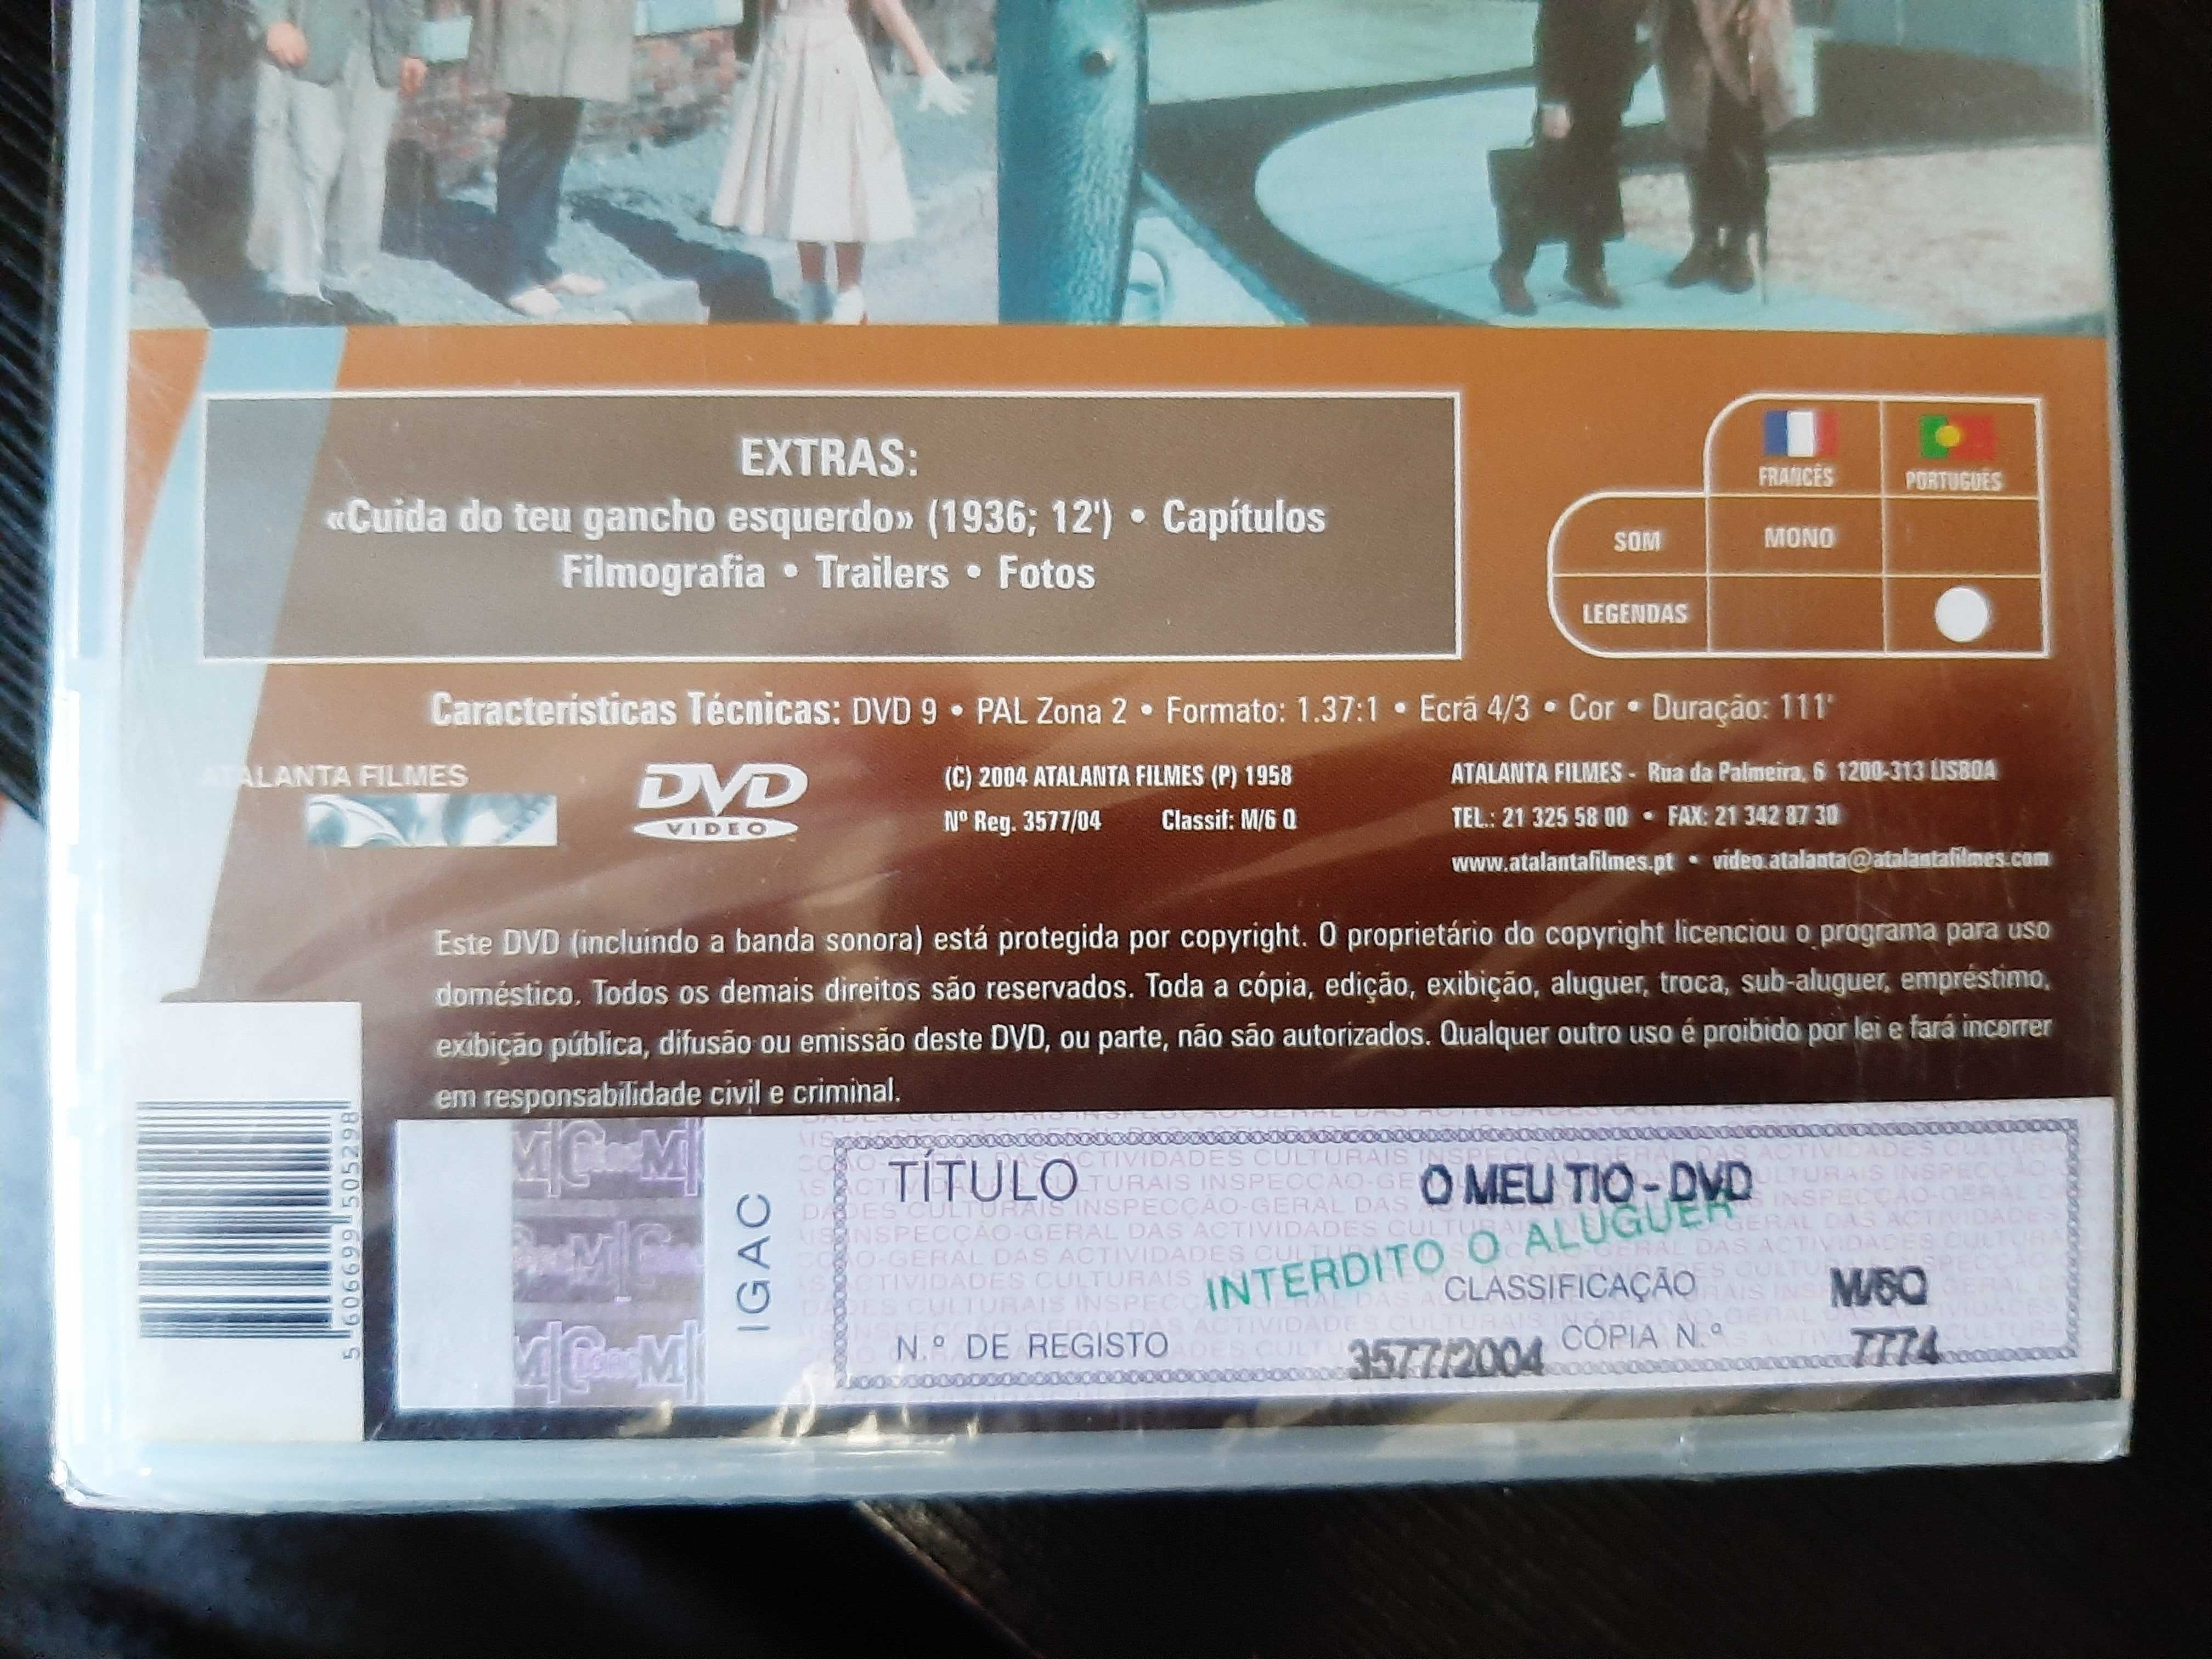 EXTRAS:
«Cuida do teu gancho esquerdo» (1936; 12') • Capítulos
Filmografia • Trailers • Fotos
FRANCÊS PORTUGUÊS
SOM MONO
LEGENDAS
Características Técnicas: DVD 9 • PAL Zona 2 • Formato: 1.37:1 • Ecrã 4/3 • Cor • Duração: 111'
ATALANTA FILMES
DVD
VIDEO
(C) 2004 ATALANTA FILMES (P) 1958
Nº Reg. 3577/04 Classif: M/6 Q
ATALANTA FILMES - Rua da Palmeira, 6 1200-313 LISBOA
TEL.: 21 325 58 00 • FAX: 21 342 87 30
www.atalantafilmes.pt • video.atalanta@atalantafilmes.com
Este DVD (incluindo a banda sonora) está protegida por copyright. O proprietário do copyright licenciou o programa para uso
doméstico. Todos os demais direitos são reservados. Toda a cópia, edição, exibição, aluguer, troca, sub-aluguer, empréstimo,
exibição pública, difusão ou emissão deste DVD, ou parte, não são autorizados. Qualquer outro uso é proibido por lei e fará incorrer
em responsabilidade civil e criminal.
5 606699 505298
IGAC
TÍTULO O MEU TIO - DVD
INTERDITO O ALUGUER
CLASSIFICAÇÃO M/6Q
N.º DE REGISTO 3577/2004 CÓPIA N.º 7774